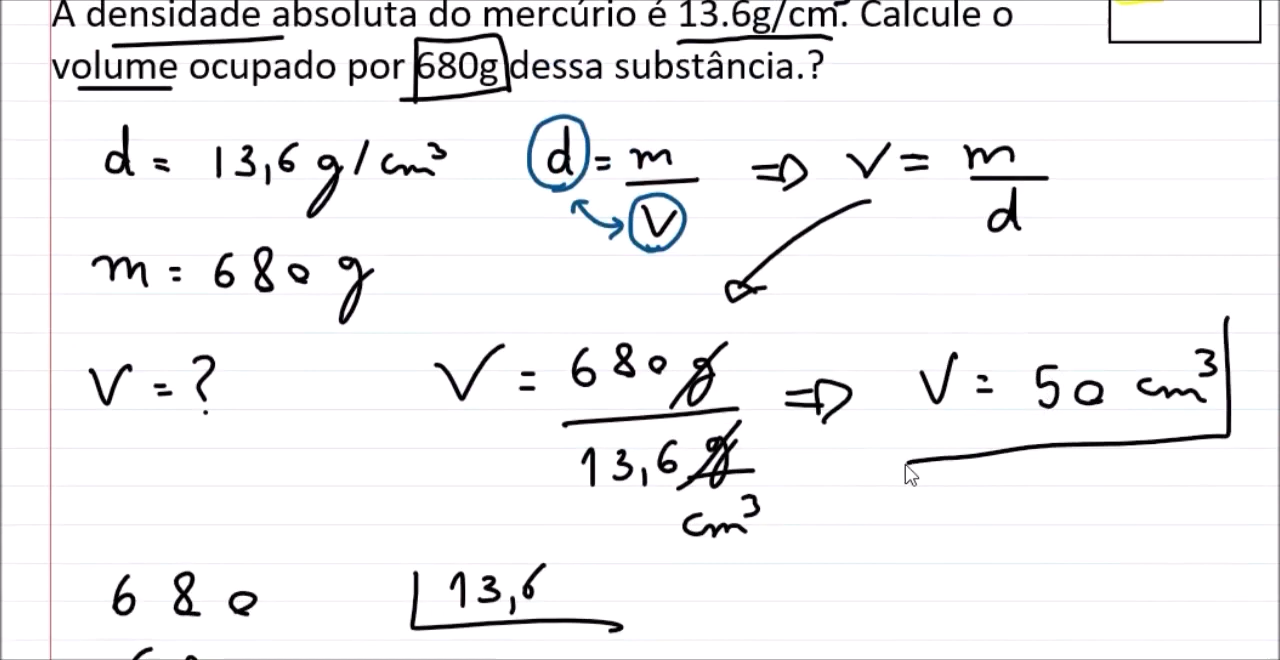 A densidade absoluta do mercúrio é 13.6g/cm³. Calcule o
volume ocupado por 680g dessa substância.?
d = 13,6 g/cm³ d = m/V ⇒ V = m/d
m = 680 g
V = ? V = 680 g / 13,6 g/cm³ ⇒ V = 50 cm³
680 13,6